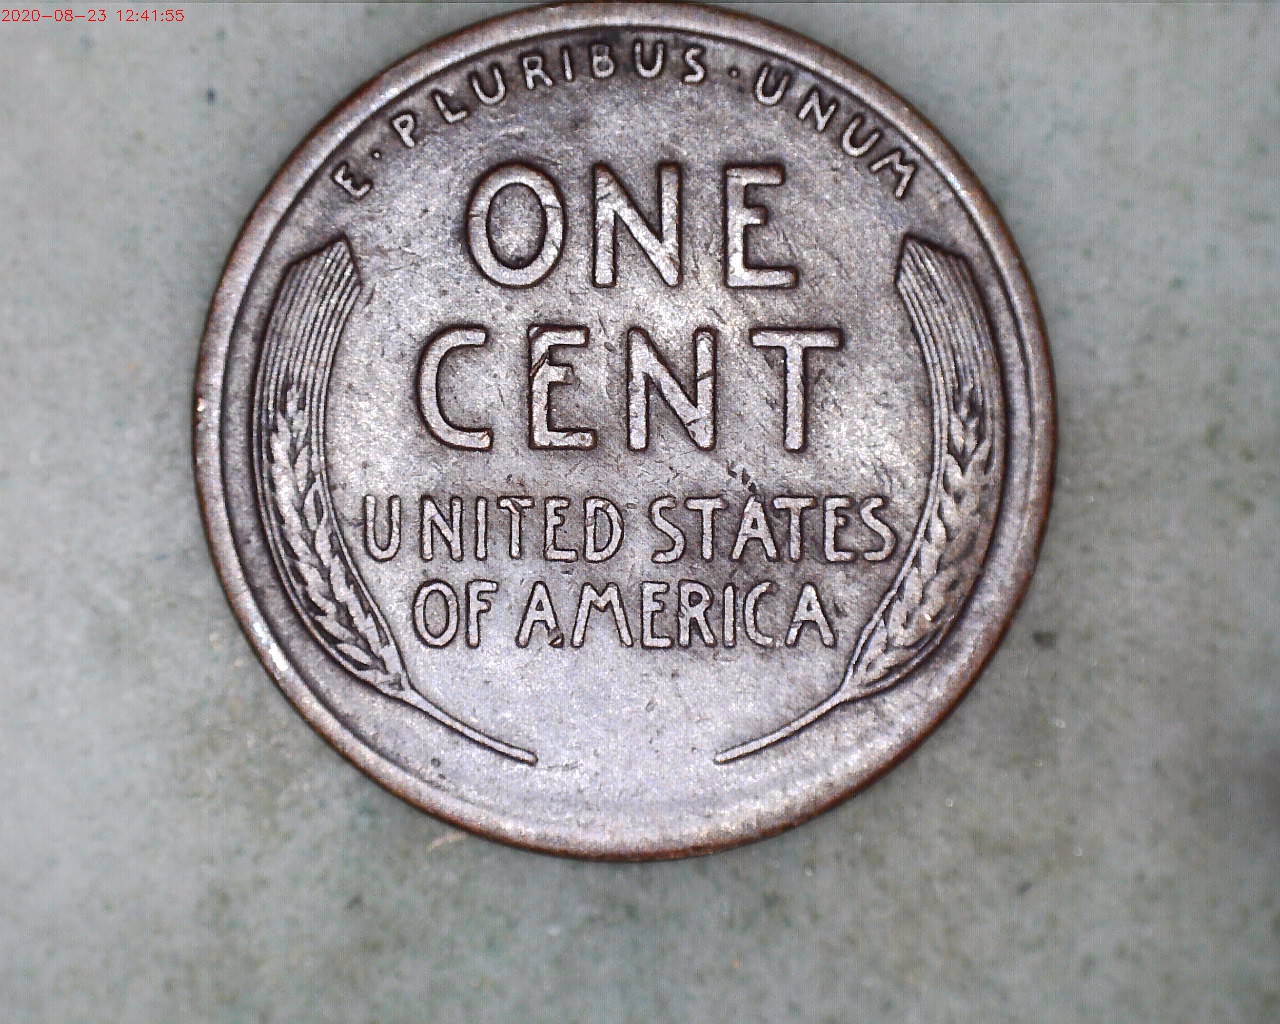 2020-08-23 12:41:55
E·PLURIBUS·UNUM
ONE
CENT
UNITED STATES
OF AMERICA